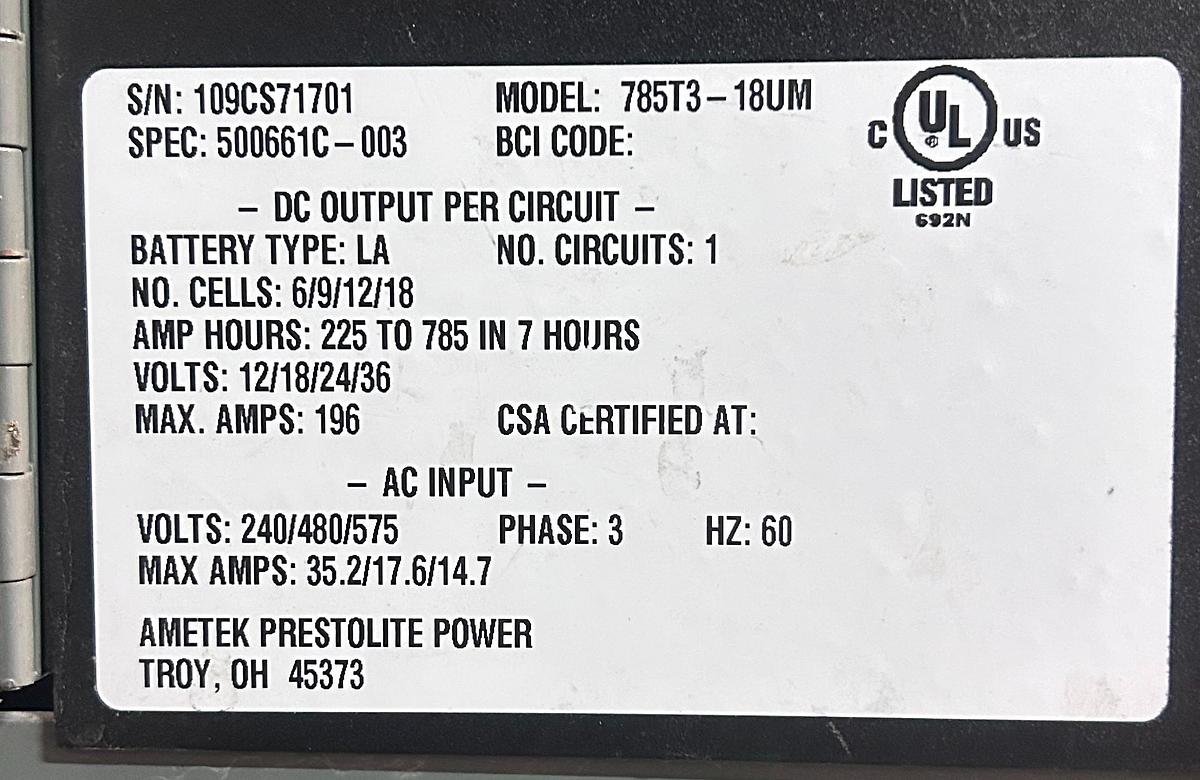 S/N: 109CS71701 MODEL: 785T3-18UM
SPEC: 500661C-003 BCI CODE:
C UL ® US
LISTED
692N
- DC OUTPUT PER CIRCUIT -
BATTERY TYPE: LA NO. CIRCUITS: 1
NO. CELLS: 6/9/12/18
AMP HOURS: 225 TO 785 IN 7 HOURS
VOLTS: 12/18/24/36
MAX. AMPS: 196 CSA CERTIFIED AT:
- AC INPUT -
VOLTS: 240/480/575 PHASE: 3 HZ: 60
MAX AMPS: 35.2/17.6/14.7
AMETEK PRESTOLITE POWER
TROY, OH 45373